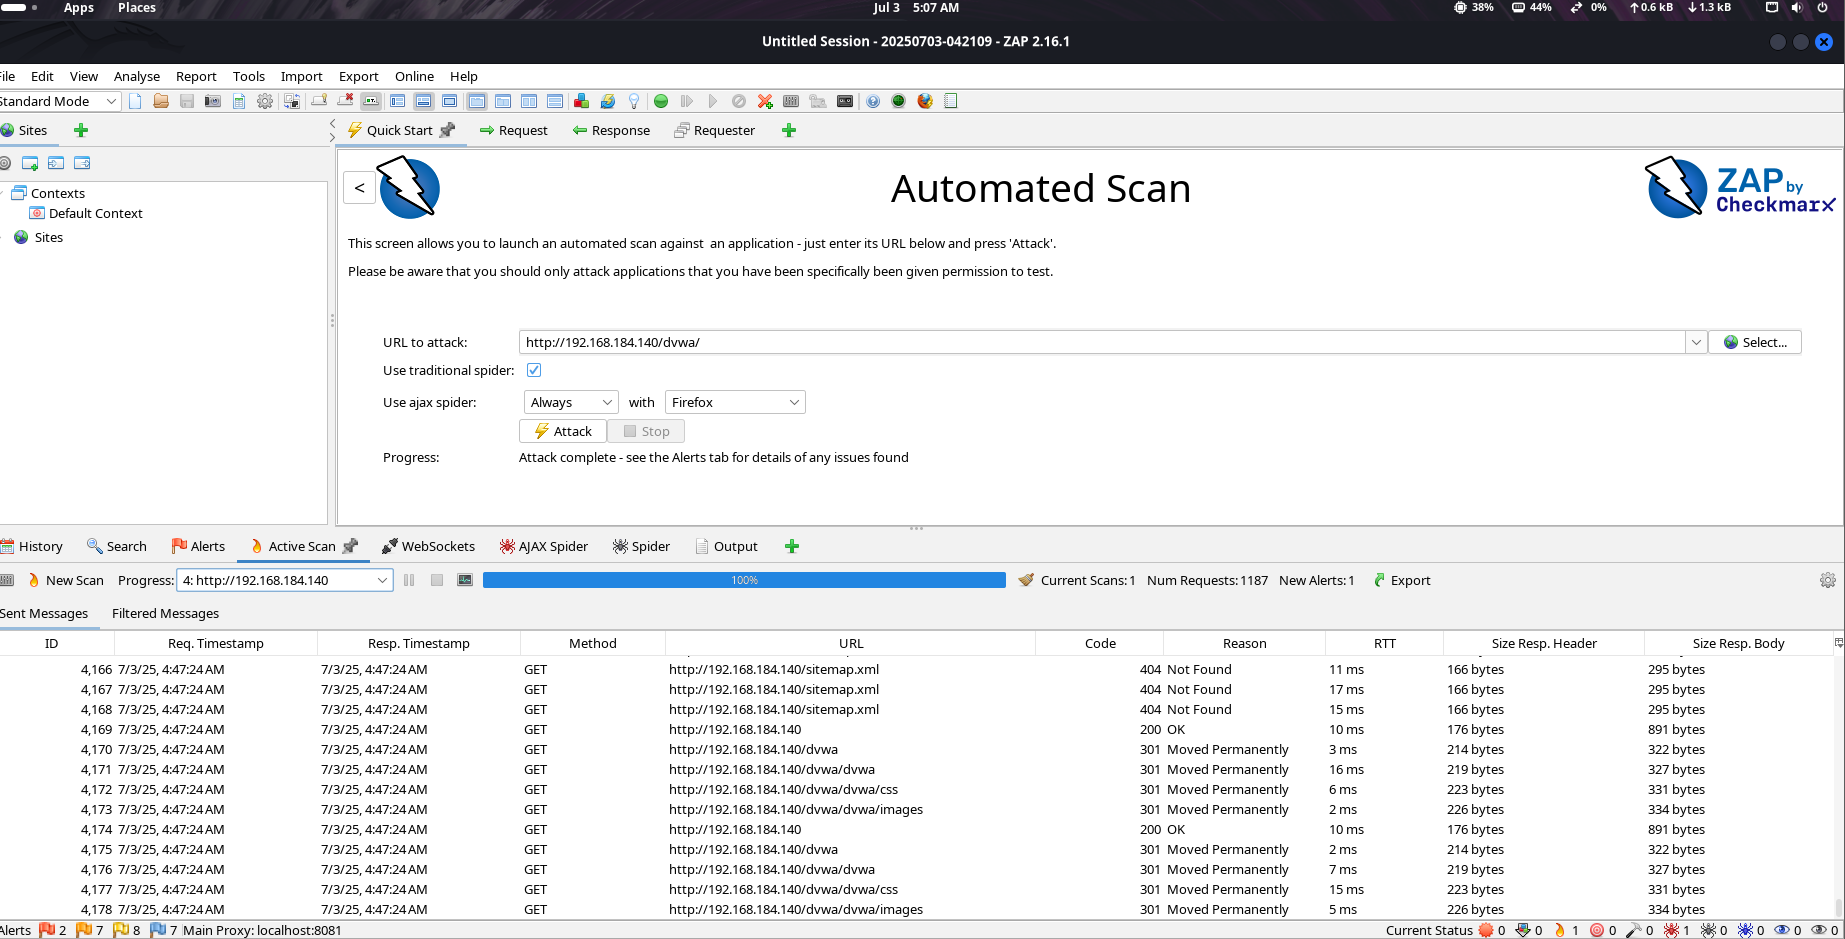 Apps Places Jul 3 5:07 AM 38% 44% 0% 0.6 kB 1.3 kB
Untitled Session - 20250703-042109 - ZAP 2.16.1
File Edit View Analyse Report Tools Import Export Online Help
Standard Mode
Sites Quick Start Request Response Requester
< Automated Scan ZAP by Checkmarx
Contexts
Default Context
Sites
This screen allows you to launch an automated scan against an application - just enter its URL below and press 'Attack'.
Please be aware that you should only attack applications that you have been specifically been given permission to test.
URL to attack: http://192.168.184.140/dvwa/ Select...
Use traditional spider:
Use ajax spider: Always with Firefox
Attack Stop
Progress: Attack complete - see the Alerts tab for details of any issues found
History Search Alerts Active Scan WebSockets AJAX Spider Spider Output
New Scan Progress: 4: http://192.168.184.140 100% Current Scans: 1 Num Requests: 1187 New Alerts: 1 Export
Sent Messages Filtered Messages
ID Req. Timestamp Resp. Timestamp Method URL Code Reason RTT Size Resp. Header Size Resp. Body
4,166 7/3/25, 4:47:24 AM 7/3/25, 4:47:24 AM GET http://192.168.184.140/sitemap.xml 404 Not Found 11 ms 166 bytes 295 bytes
4,167 7/3/25, 4:47:24 AM 7/3/25, 4:47:24 AM GET http://192.168.184.140/sitemap.xml 404 Not Found 17 ms 166 bytes 295 bytes
4,168 7/3/25, 4:47:24 AM 7/3/25, 4:47:24 AM GET http://192.168.184.140/sitemap.xml 404 Not Found 15 ms 166 bytes 295 bytes
4,169 7/3/25, 4:47:24 AM 7/3/25, 4:47:24 AM GET http://192.168.184.140 200 OK 10 ms 176 bytes 891 bytes
4,170 7/3/25, 4:47:24 AM 7/3/25, 4:47:24 AM GET http://192.168.184.140/dvwa 301 Moved Permanently 3 ms 214 bytes 322 bytes
4,171 7/3/25, 4:47:24 AM 7/3/25, 4:47:24 AM GET http://192.168.184.140/dvwa/dvwa 301 Moved Permanently 16 ms 219 bytes 327 bytes
4,172 7/3/25, 4:47:24 AM 7/3/25, 4:47:24 AM GET http://192.168.184.140/dvwa/dvwa/css 301 Moved Permanently 6 ms 223 bytes 331 bytes
4,173 7/3/25, 4:47:24 AM 7/3/25, 4:47:24 AM GET http://192.168.184.140/dvwa/dvwa/images 301 Moved Permanently 2 ms 226 bytes 334 bytes
4,174 7/3/25, 4:47:24 AM 7/3/25, 4:47:24 AM GET http://192.168.184.140 200 OK 10 ms 176 bytes 891 bytes
4,175 7/3/25, 4:47:24 AM 7/3/25, 4:47:24 AM GET http://192.168.184.140/dvwa 301 Moved Permanently 2 ms 214 bytes 322 bytes
4,176 7/3/25, 4:47:24 AM 7/3/25, 4:47:24 AM GET http://192.168.184.140/dvwa/dvwa 301 Moved Permanently 7 ms 219 bytes 327 bytes
4,177 7/3/25, 4:47:24 AM 7/3/25, 4:47:24 AM GET http://192.168.184.140/dvwa/dvwa/css 301 Moved Permanently 15 ms 223 bytes 331 bytes
4,178 7/3/25, 4:47:24 AM 7/3/25, 4:47:24 AM GET http://192.168.184.140/dvwa/dvwa/images 301 Moved Permanently 5 ms 226 bytes 334 bytes
Alerts 2 7 8 7 Main Proxy: localhost:8081 Current Status 0 0 1 0 0 1 0 0 0 0